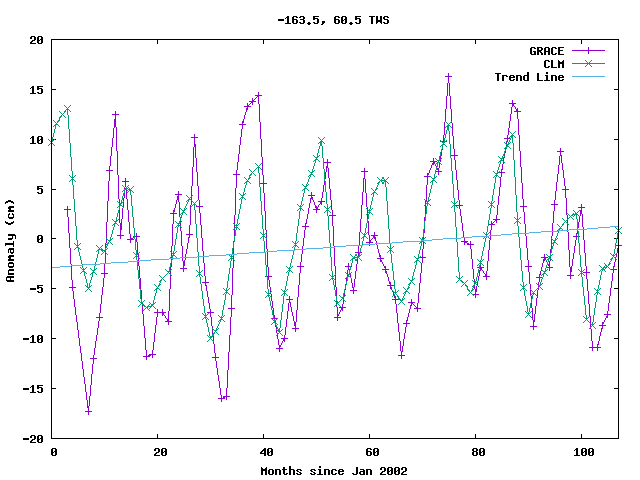 -163.5, 60.5 TWS
GRACE
CLM
Trend Line
20
15
10
5
0
-5
-10
-15
-20
Anomaly (cm)
0 20 40 60 80 100
Months since Jan 2002